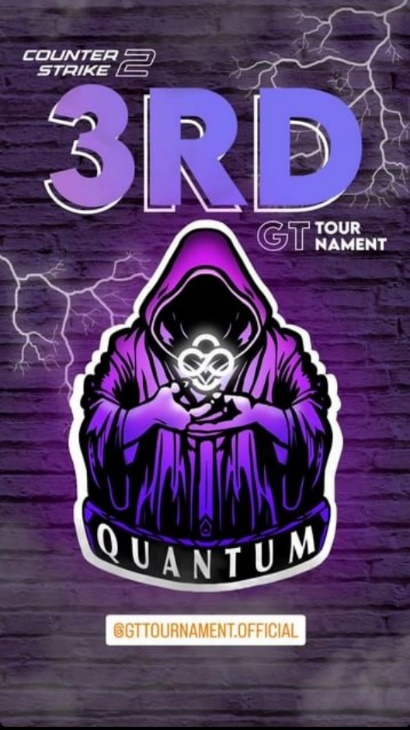 COUNTER
STRIKE 2
3RD
GT TOUR
NAMENT
QUANTUM
@GTTOURNAMENT.OFFICIAL